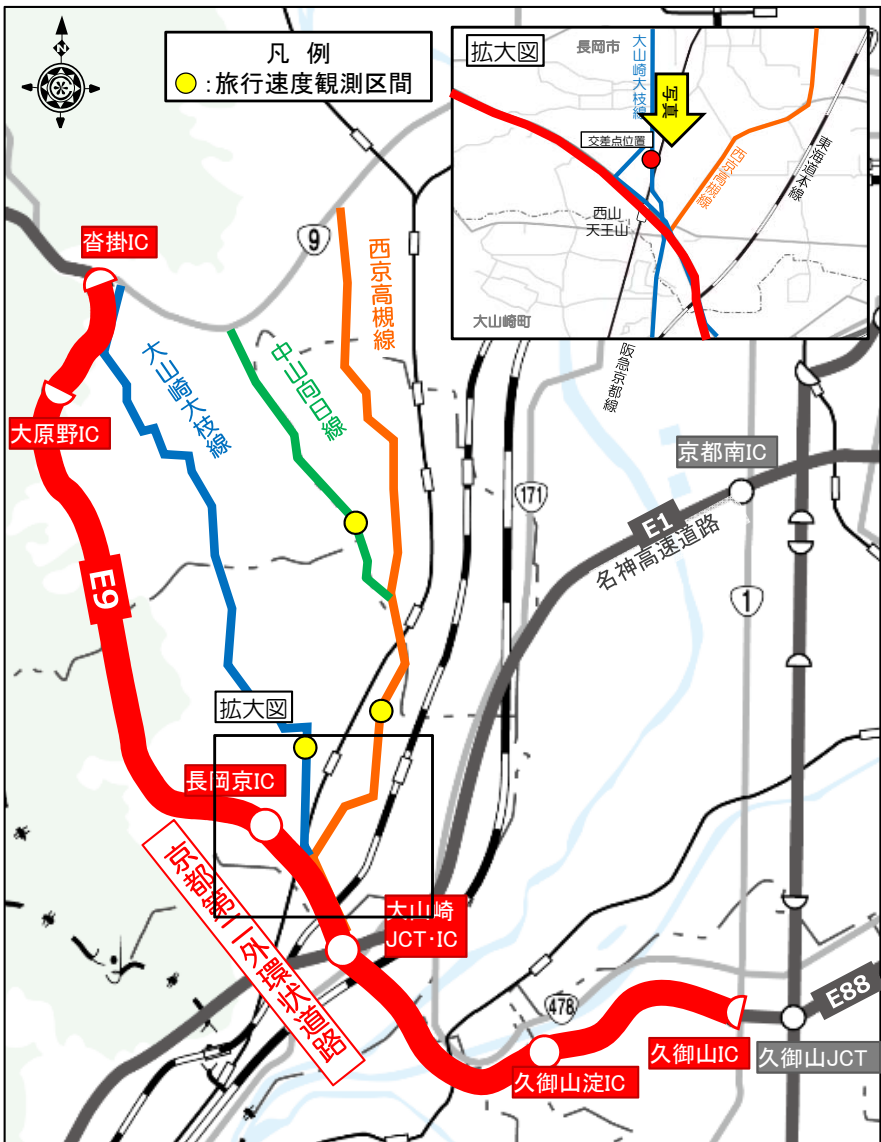 N
凡 例
:旅行速度観測区間
拡大図
長岡市
大山崎大枝線
写真
交差点位置
西京高槻線
東海道本線
西山
天王山
大山崎町
阪急京都線
沓掛IC
9
西京高槻線
大山崎大枝線
中山向日線
大原野IC
京都南IC
171
E1
名神高速道路
E9
1
拡大図
長岡京IC
京都第二外環状道路
大山崎
JCT・IC
478
E88
久御山淀IC
久御山IC
久御山JCT